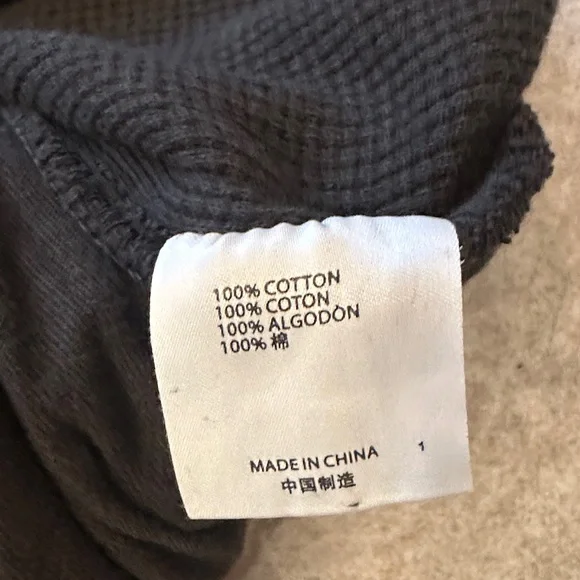 100% COTTON
100% COTON
100% ALGODÓN
100% 棉
MADE IN CHINA 1
中国制造